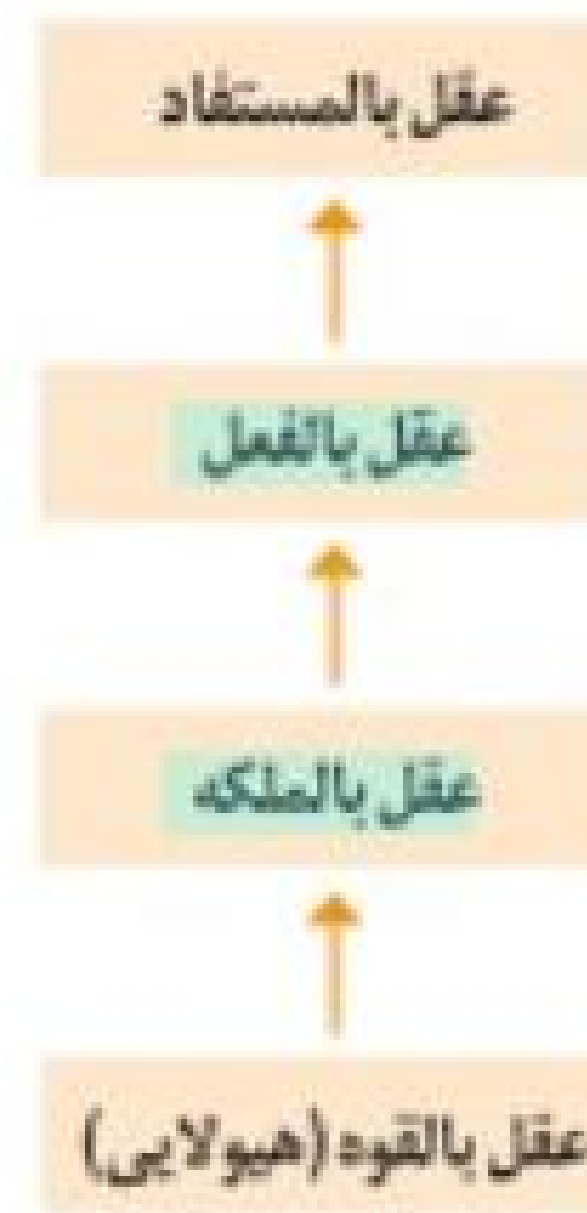 عقل بالمستفاد
عقل بالفعل
عقل بالملکه
عقل بالقوه (هیولایی)